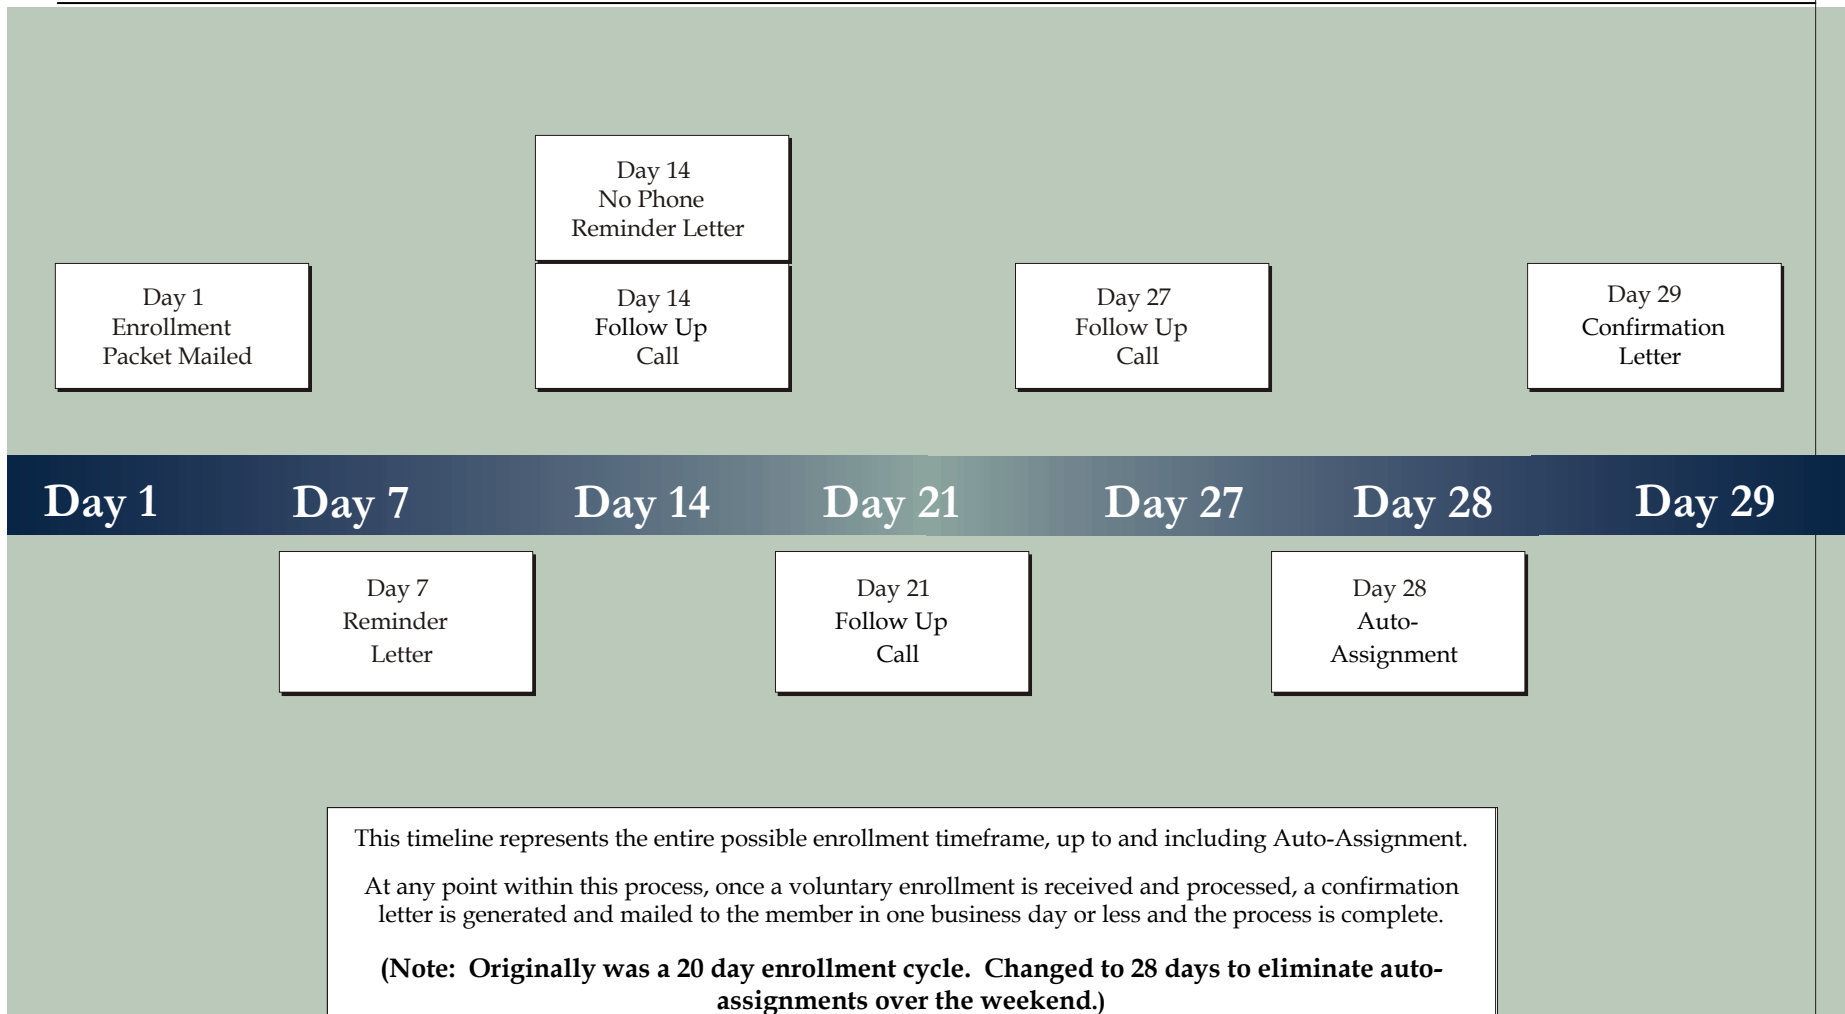 Day 14
No Phone
Reminder Letter
Day 1
Enrollment
Packet Mailed
Day 14
Follow Up
Call
Day 27
Follow Up
Call
Day 29
Confirmation
Letter
Day 1
Day 7
Day 14
Day 21
Day 27
Day 28
Day 29
Day 7
Reminder
Letter
Day 21
Follow Up
Call
Day 28
Auto-
Assignment
This timeline represents the entire possible enrollment timeframe, up to and including Auto-Assignment.
At any point within this process, once a voluntary enrollment is received and processed, a confirmation
letter is generated and mailed to the member in one business day or less and the process is complete.
(Note:  Originally was a 20 day enrollment cycle.  Changed to 28 days to eliminate auto-
assignments over the weekend.)